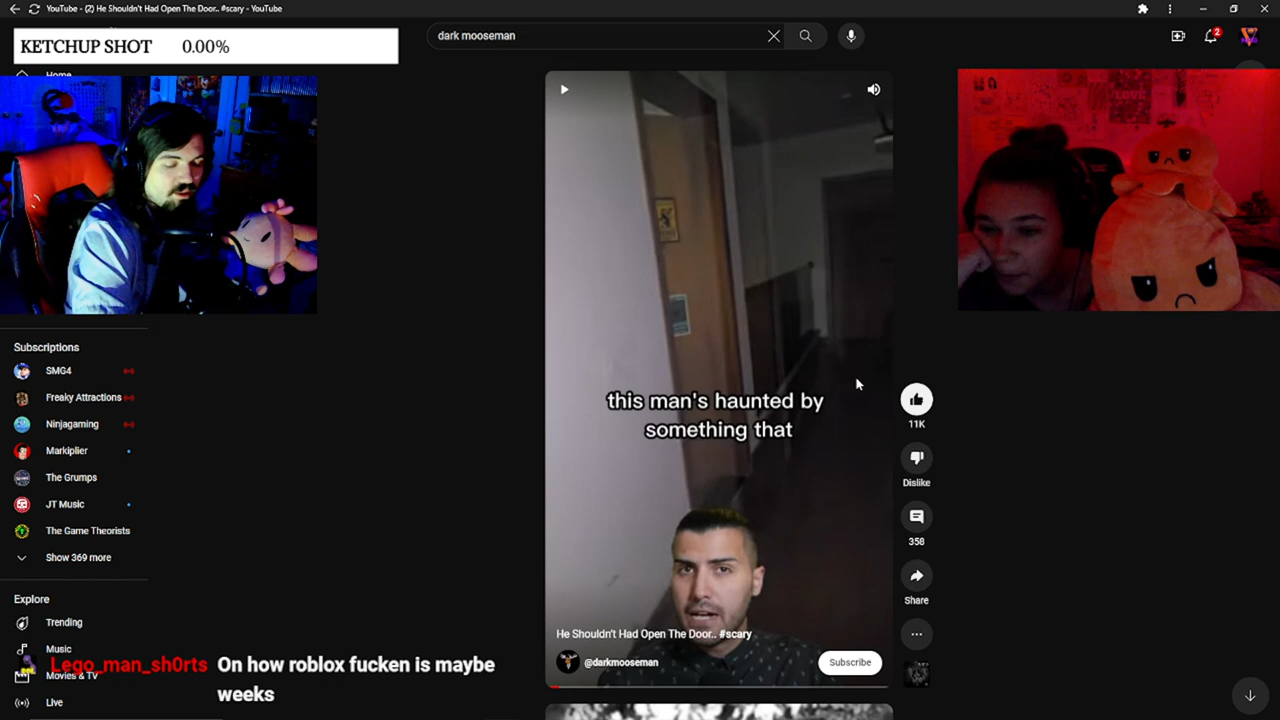 YouTube - (2) He Shouldn't Had Open The Door.. #scary - YouTube
KETCHUP SHOT 0.00%
dark mooseman
2
Home
LOVE
this man's haunted by
something that
Subscriptions
SMG4
Freaky Attractions
Ninjagaming
Markiplier
The Grumps
JT Music
The Game Theorists
Show 369 more
Explore
Trending
Music
Movies & TV
Live
11K
Dislike
358
Share
He Shouldn't Had Open The Door.. #scary
@darkmooseman
Subscribe
Lego_man_sh0rts On how roblox fucken is maybe
weeks